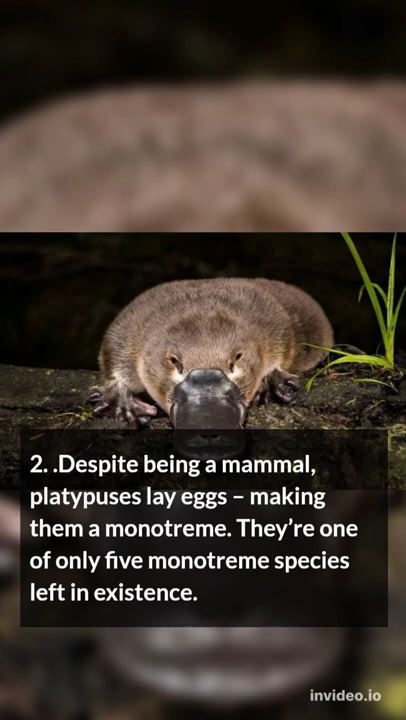 2. .Despite being a mammal,
platypuses lay eggs – making
them a monotreme. They’re one
of only five monotreme species
left in existence.
invideo.io